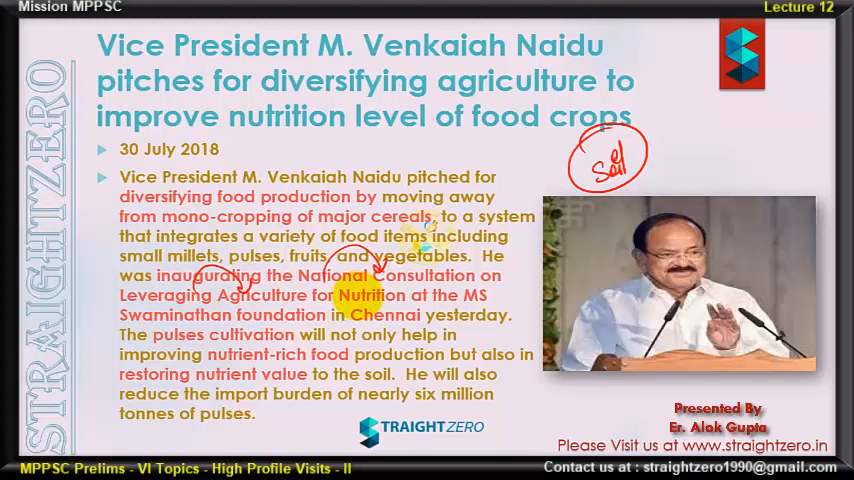 Mission MPPSC
Lecture 12
Vice President M. Venkaiah Naidu
pitches for diversifying agriculture to
improve nutrition level of food crops
Soil
30 July 2018
Vice President M. Venkaiah Naidu pitched for
diversifying food production by moving away
from mono-cropping of major cereals, to a system
that integrates a variety of food items including
small millets, pulses, fruits, and vegetables. He
was inaugurating the National Consultation on
Leveraging Agriculture for Nutrition at the MS
Swaminathan foundation in Chennai yesterday.
The pulses cultivation will not only help in
improving nutrient-rich food production but also in
restoring nutrient value to the soil. He will also
reduce the import burden of nearly six million
tonnes of pulses.
STRAIGHTZERO
STRAIGHTZERO
Presented By
Er. Alok Gupta
Please Visit us at www.straightzero.in
MPPSC Prelims - VI Topics - High Profile Visits - II
Contact us at : straightzero1990@gmail.com